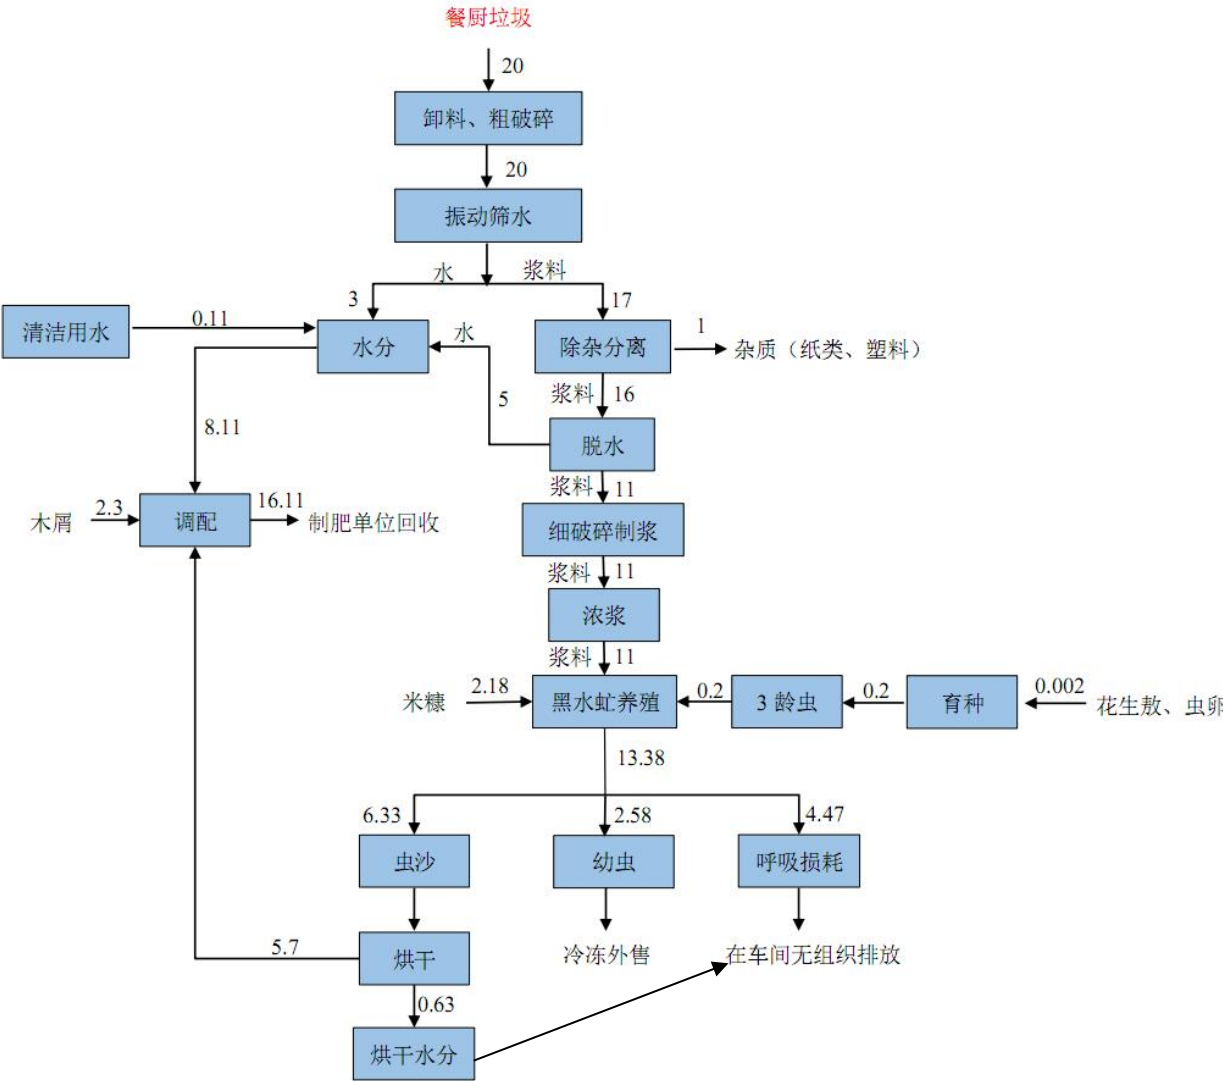 餐厨垃圾
20
卸料、粗破碎
20
振动筛水
水
浆料
3
17
清洁用水
0.11
水分
水
除杂分离
1
杂质（纸类、塑料）
浆料
16
5
8.11
脱水
浆料
11
木屑
2.3
调配
16.11
制肥单位回收
细破碎制浆
浆料
11
浓浆
浆料
11
米糠
2.18
黑水虻养殖
0.2
3 龄虫
0.2
育种
0.002
花生敖、虫卵
13.38
6.33
2.58
4.47
虫沙
幼虫
呼吸损耗
5.7
烘干
冷冻外售
在车间无组织排放
0.63
烘干水分